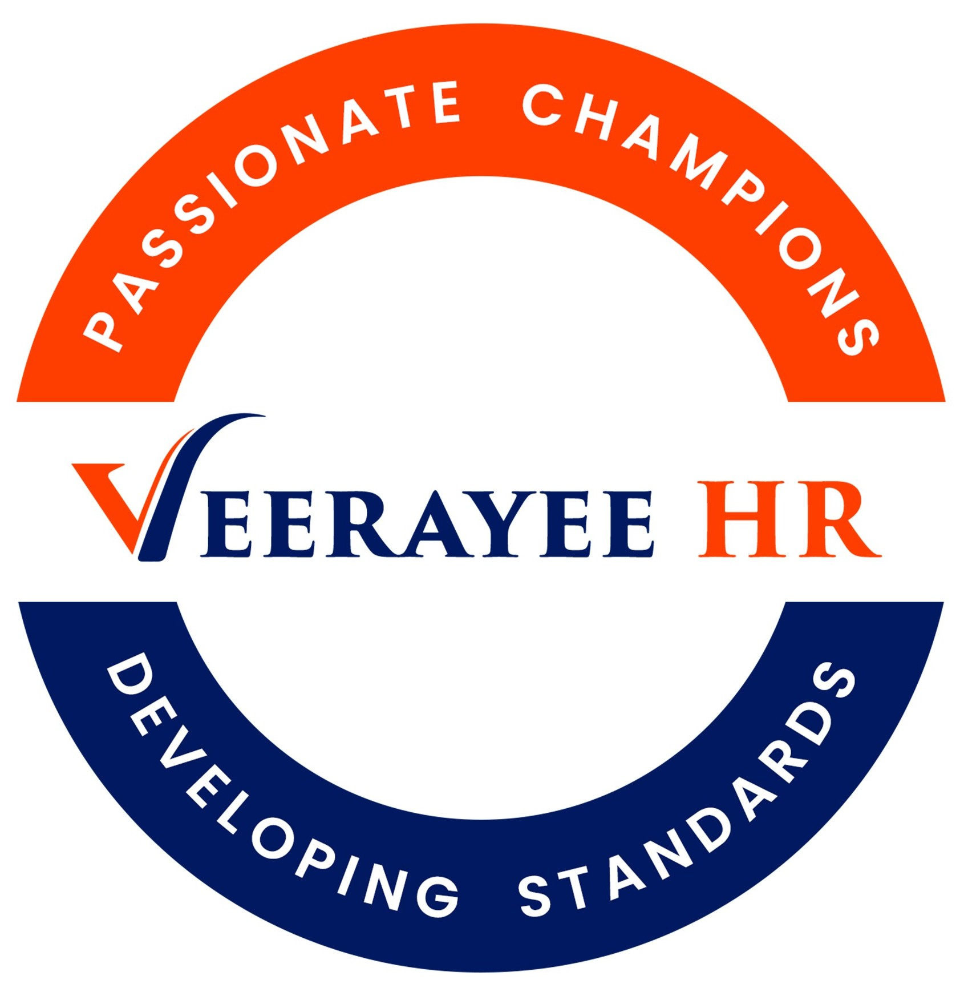 PASSIONATE CHAMPIONS
VEERAYEE HR
DEVELOPING STANDARDS